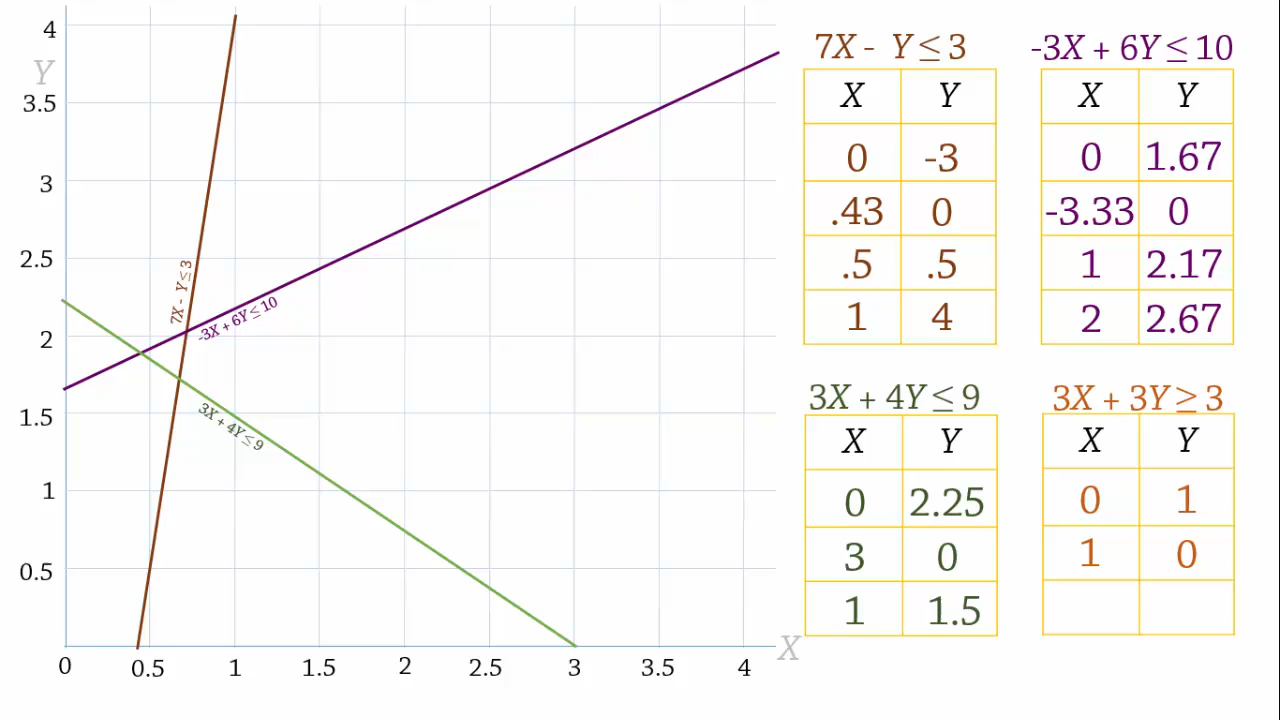 4
Y
3.5
3
2.5
2
1.5
1
0.5
0 0.5 1 1.5 2 2.5 3 3.5 4 X
7X - Y ≤ 3
-3X + 6Y ≤ 10
3X + 4Y ≤ 9
7X - Y ≤ 3
X Y
0 -3
.43 0
.5 .5
1 4
-3X + 6Y ≤ 10
X Y
0 1.67
-3.33 0
1 2.17
2 2.67
3X + 4Y ≤ 9
X Y
0 2.25
3 0
1 1.5
3X + 3Y ≥ 3
X Y
0 1
1 0